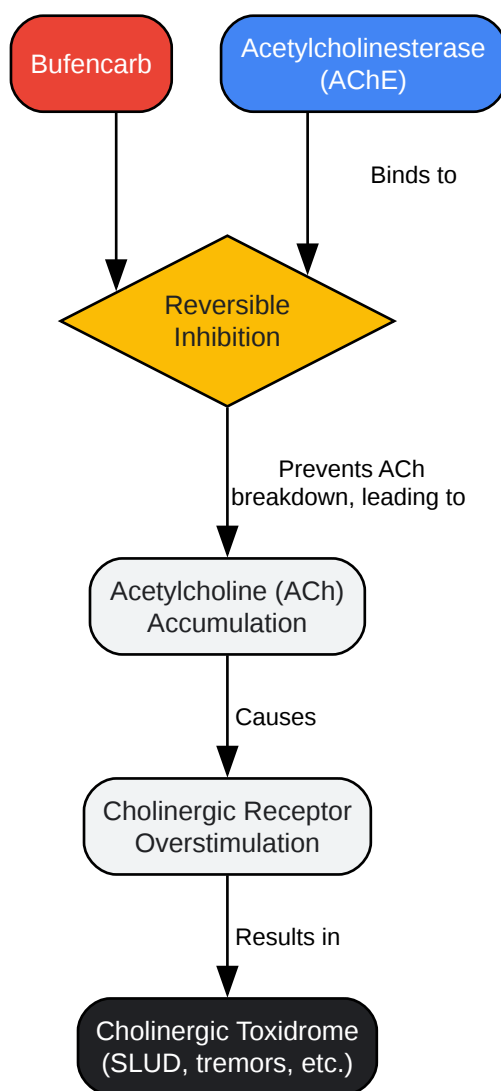 Bufencarb
Acetylcholinesterase
(AChE)
Binds to
Reversible
Inhibition
Prevents ACh
breakdown, leading to
Acetylcholine (ACh)
Accumulation
Causes
Cholinergic Receptor
Overstimulation
Results in
Cholinergic Toxidrome
(SLUD, tremors, etc.)